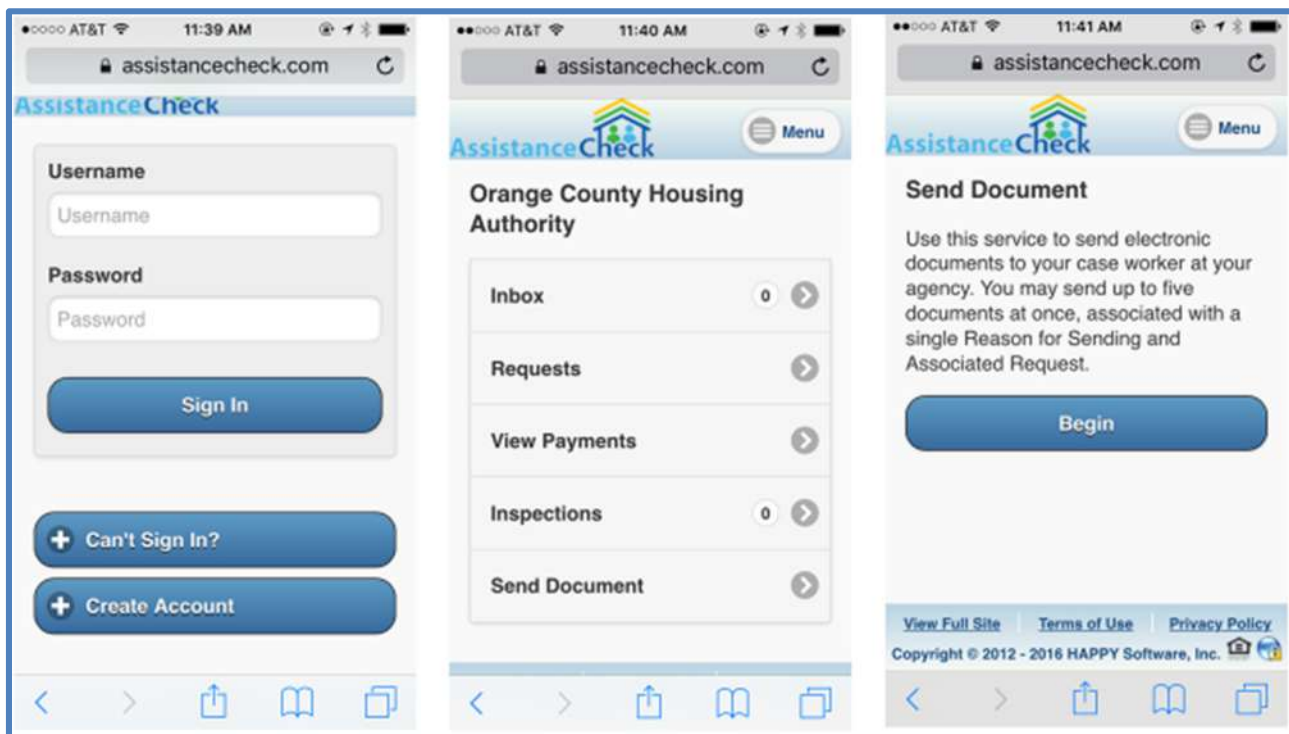 AT&T 11:39 AM
assistancecheck.com
AssistanceCheck
Username
Username
Password
Password
Sign In
Can't Sign In?
Create Account
AT&T 11:40 AM
assistancecheck.com
AssistanceCheck
Menu
Orange County Housing
Authority
Inbox 0
Requests
View Payments
Inspections 0
Send Document
AT&T 11:41 AM
assistancecheck.com
AssistanceCheck
Menu
Send Document
Use this service to send electronic
documents to your case worker at your
agency. You may send up to five
documents at once, associated with a
single Reason for Sending and
Associated Request.
Begin
View Full Site Terms of Use Privacy Policy
Copyright © 2012 - 2016 HAPPY Software, Inc.